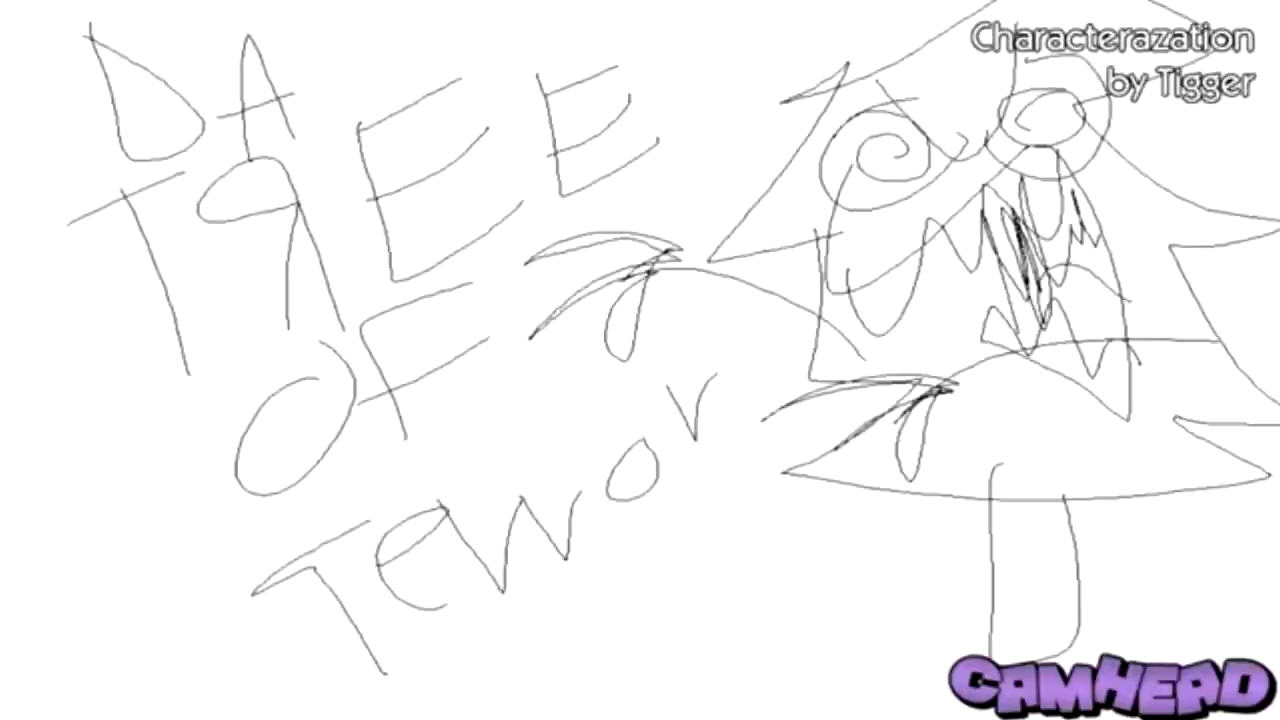 DA
TREE
OF
Tewor
Characterazation
by Tigger
CAMHEAD